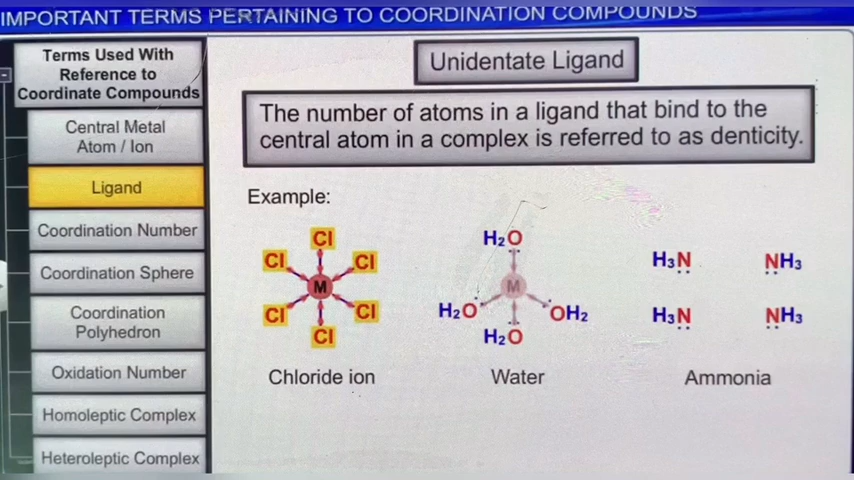 IMPORTANT TERMS PERTAINING TO COORDINATION COMPOUNDS
Terms Used With
Reference to
Coordinate Compounds
Central Metal
Atom / Ion
Ligand
Coordination Number
Coordination Sphere
Coordination
Polyhedron
Oxidation Number
Homoleptic Complex
Heteroleptic Complex
Unidentate Ligand
The number of atoms in a ligand that bind to the
central atom in a complex is referred to as denticity.
Example:
Cl
Cl Cl
M
Cl Cl
Cl
Chloride ion
H₂O
M
H₂O OH₂
H₂O
Water
H₃N NH₃
H₃N NH₃
Ammonia